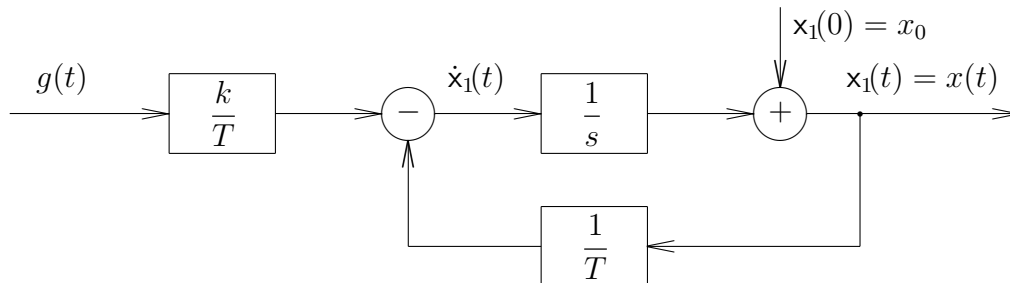 x₁(0) = x₀
g(t)
ẋ₁(t)
x₁(t) = x(t)
k
T
−
1
s
+
1
T